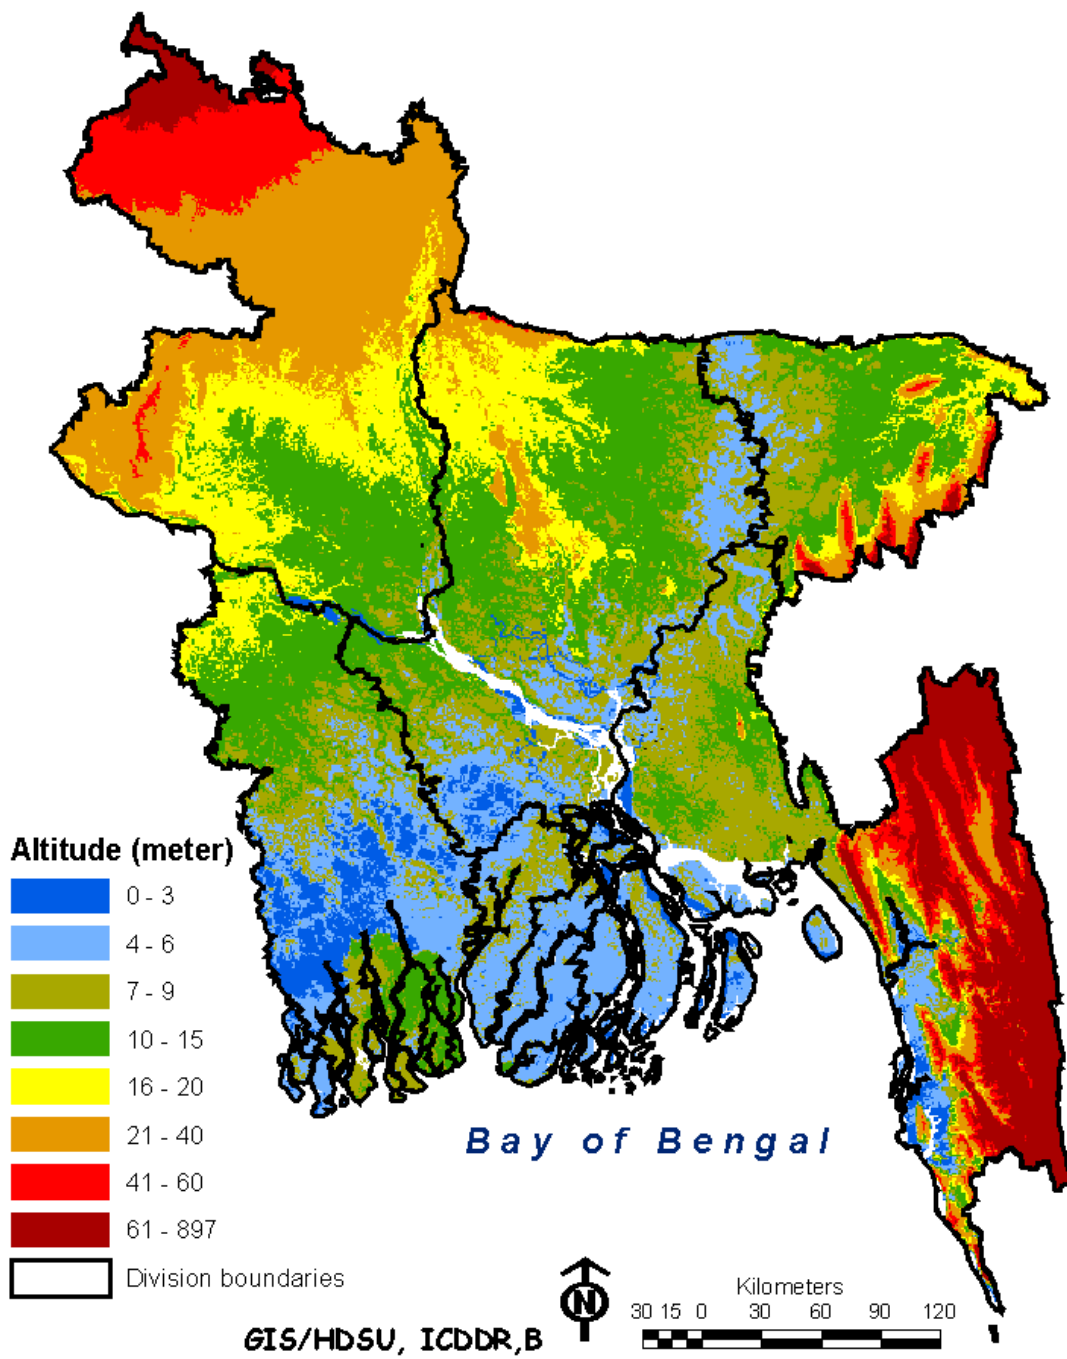 Altitude (meter)
0 - 3
4 - 6
7 - 9
10 - 15
16 - 20
21 - 40
41 - 60
61 - 897
Division boundaries
Bay of Bengal
N
Kilometers
30 15 0 30 60 90 120
GIS/HDSU, ICDDR,B